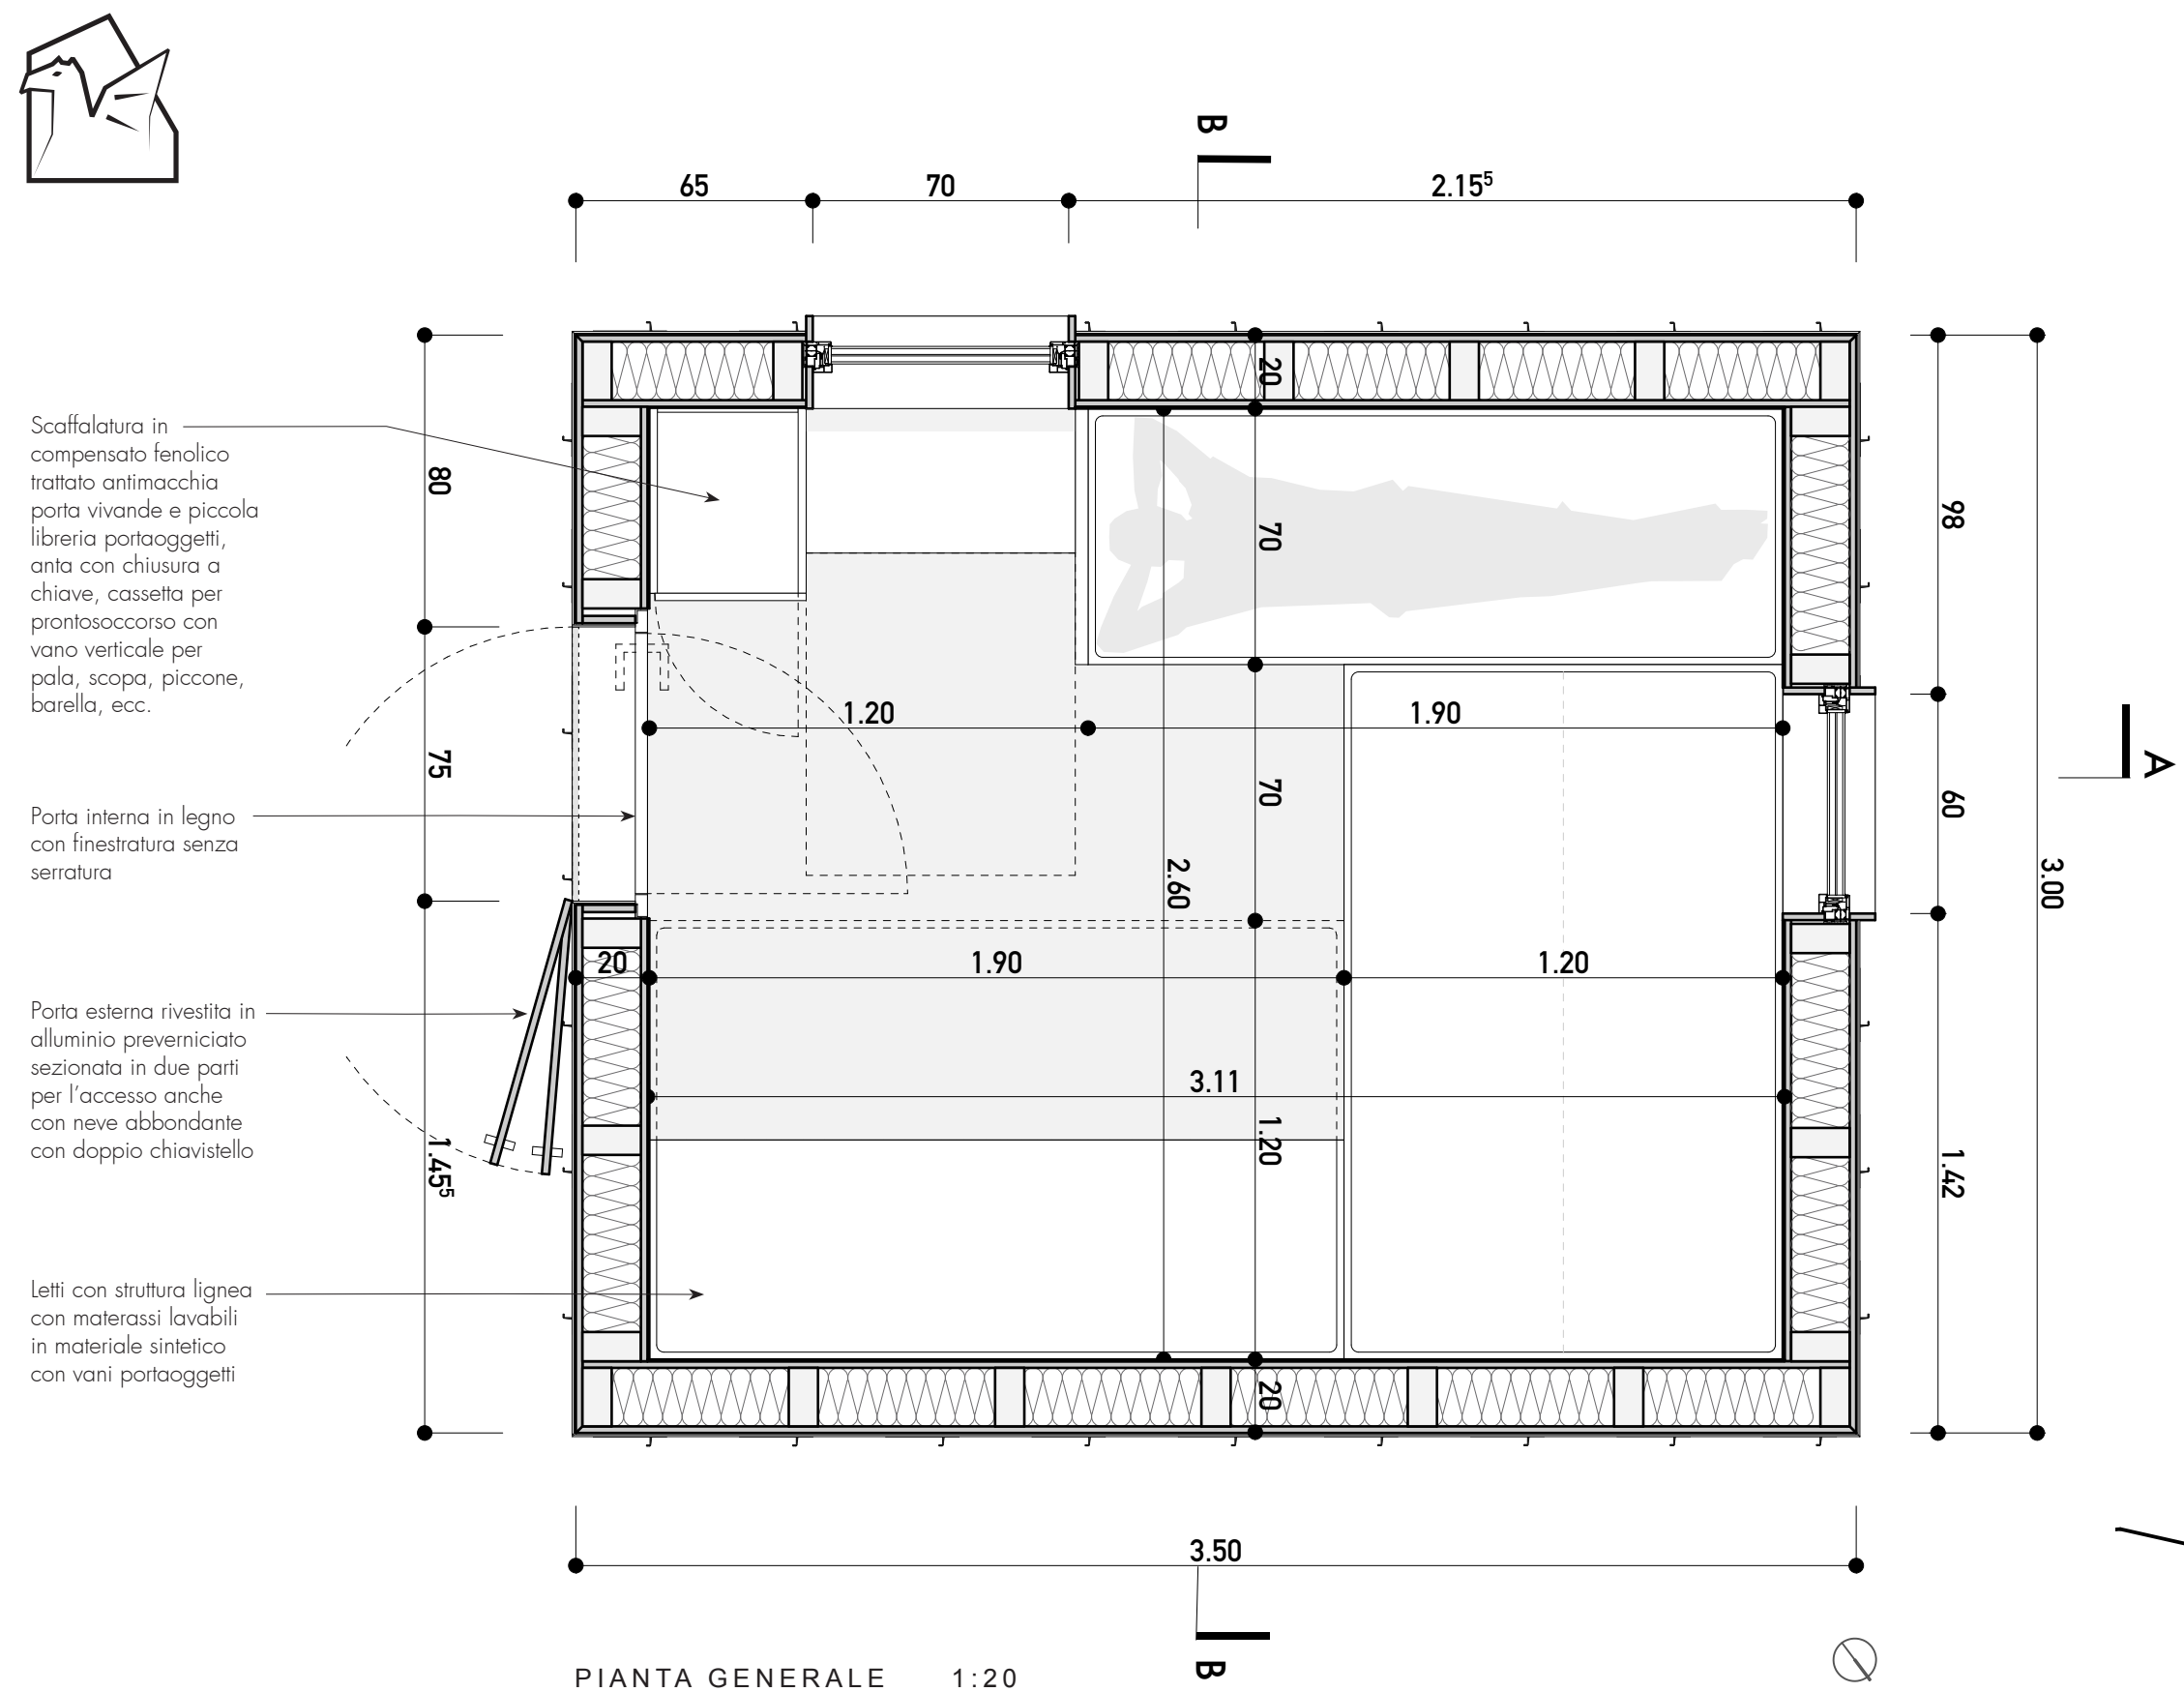 B
65 70 2.15⁵
20
Scaffalatura in
compensato fenolico
trattato antimacchia
porta vivande e piccola
libreria portaoggetti,
anta con chiusura a
chiave, cassetta per
prontosoccorso con
vano verticale per
pala, scopa, piccone,
barella, ecc.
80
70
98
1.20 1.90
75
70
60
A
Porta interna in legno
con finestratura senza
serratura
2.60
3.00
20 1.90 1.20
Porta esterna rivestita in
alluminio preverniciato
sezionata in due parti
per l'accesso anche
con neve abbondante
con doppio chiavistello
3.11
1.20
1.45⁵
1.42
Letti con struttura lignea
con materassi lavabili
in materiale sintetico
con vani portaoggetti
20
3.50
B
PIANTA GENERALE 1:20